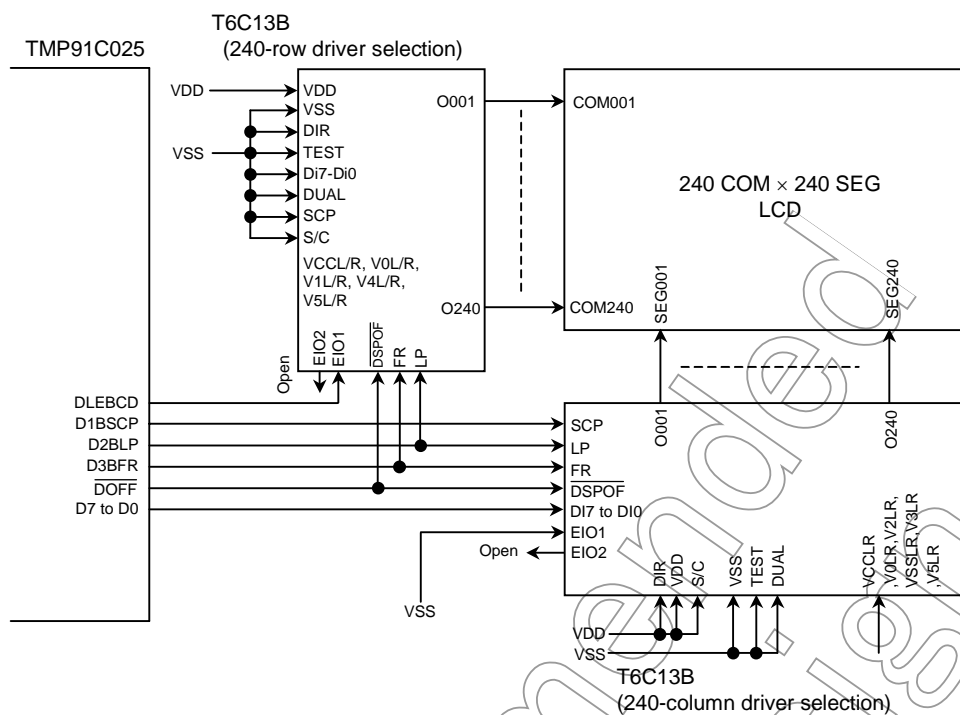 T6C13B
(240-row driver selection)
TMP91C025
VDD
VDD
VSS
DIR
VSS
TEST
Di7-Di0
DUAL
SCP
S/C
VCCL/R, V0L/R,
V1L/R, V4L/R,
V5L/R
O001
O240
Open
EIO2
EIO1
DSPOF
FR
LP
COM001
240 COM × 240 SEG
LCD
COM240
SEG001
SEG240
DLEBCD
D1BSCP
D2BLP
D3BFR
DOFF
D7 to D0
O001
O240
SCP
LP
FR
DSPOF
DI7 to DI0
EIO1
Open
EIO2
VSS
DIR
VDD
S/C
VSS
TEST
DUAL
VCCLR
,V0LR,V2LR,
VSSLR,V3LR
,V5LR
VDD
VSS
T6C13B
(240-column driver selection)